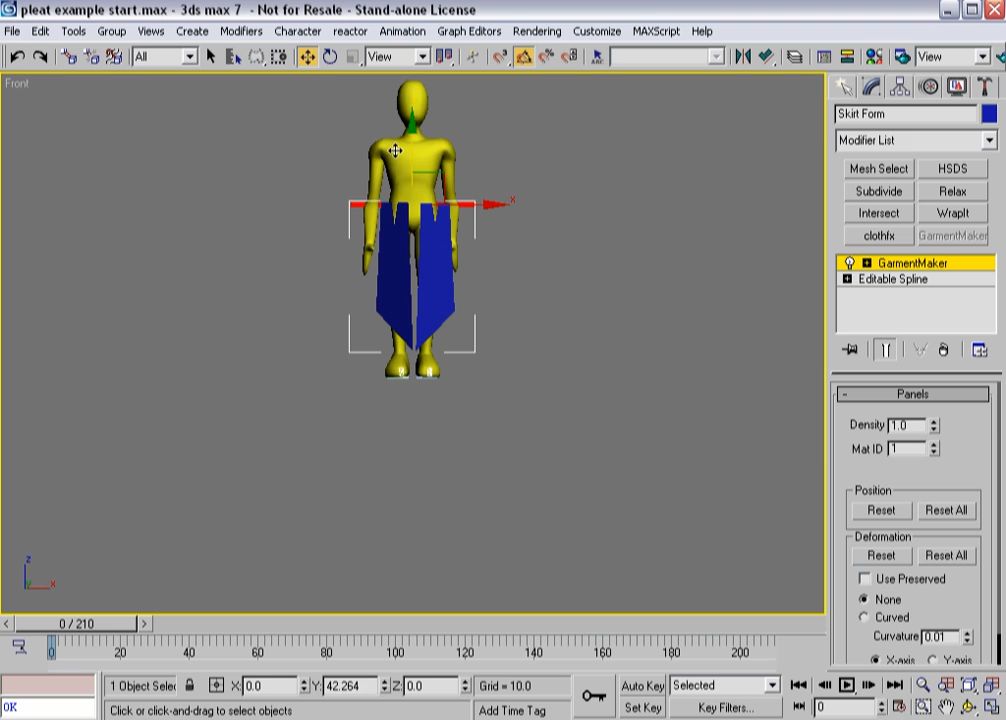 pleat example start.max - 3ds max 7 - Not for Resale - Stand-alone License
File Edit Tools Group Views Create Modifiers Character reactor Animation Graph Editors Rendering Customize MAXScript Help
All View View
Front
Skirt Form
Modifier List
Mesh Select HSDS
Subdivide Relax
Intersect WrapIt
clothfx GarmentMaker
GarmentMaker
Editable Spline
x
Panels
Density 1.0
Mat ID 1
Position
Reset Reset All
Deformation
Reset Reset All
Use Preserved
None
Curved
Curvature 0.01
X-axis Y-axis
z
y x
< 0 / 210 >
0 20 40 60 80 100 120 140 160 180 200
1 Object Selec X: 0.0 Y: 42.264 Z: 0.0 Grid = 10.0 Auto Key Selected
OK Click or click-and-drag to select objects Add Time Tag Set Key Key Filters... 0